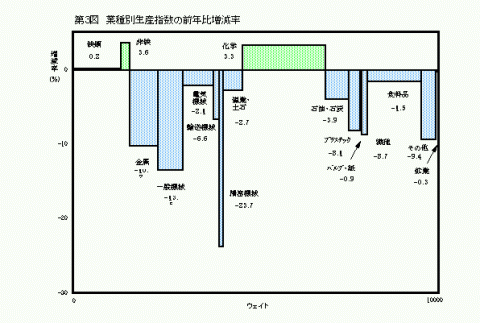 第3図 業種別生産指数の前年比増減率
増減率
(%)
0
-10
-20
-30
鉄鋼
0.2
非鉄
3.6
化学
3.3
金属
一般機械
電気
機械
-2.1
輸送機械
-6.6
精密機械
-23.7
窯業・
土石
-2.7
石油・石炭
-3.9
プラスチック
-8.1
パルプ・紙
-0.9
繊維
-8.7
食料品
-1.5
その他
-9.4
鉱業
-0.3
0
10000
ウェイト